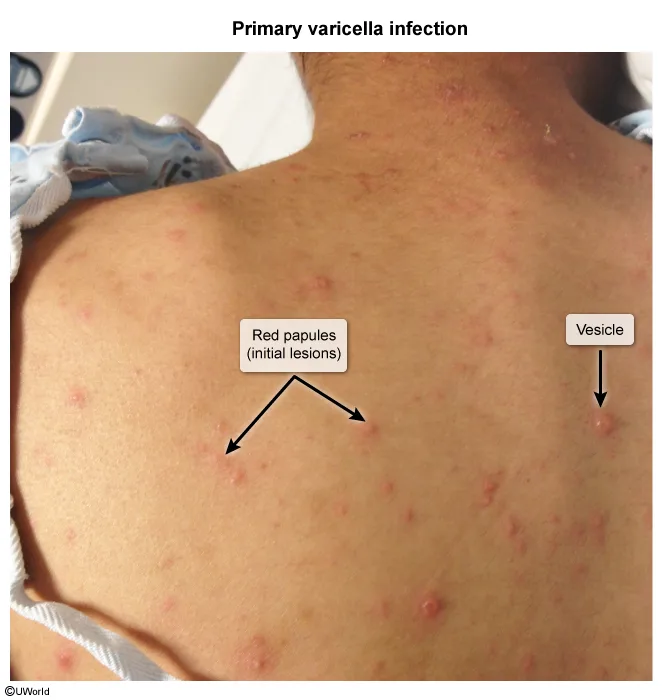 Primary varicella infection
Red papules
(initial lesions)
Vesicle
©UWorld